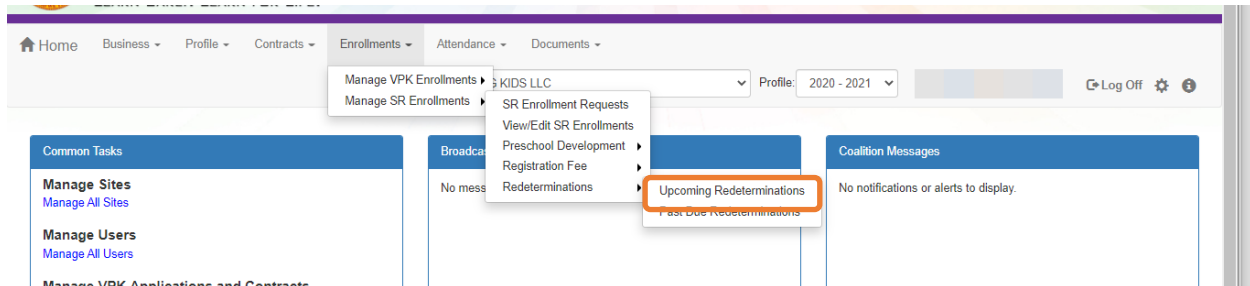 Home Business Profile Contracts Enrollments Attendance Documents
Manage VPK Enrollments
KIDS LLC
Profile: 2020 - 2021
Log Off
Manage SR Enrollments
SR Enrollment Requests
View/Edit SR Enrollments
Preschool Development
Registration Fee
Redeterminations
Upcoming Redeterminations
Past Due Redeterminations
Common Tasks
Manage Sites
Manage All Sites
Manage Users
Manage All Users
Manage VPK Applications and Contracts
Coalition Messages
No notifications or alerts to display.